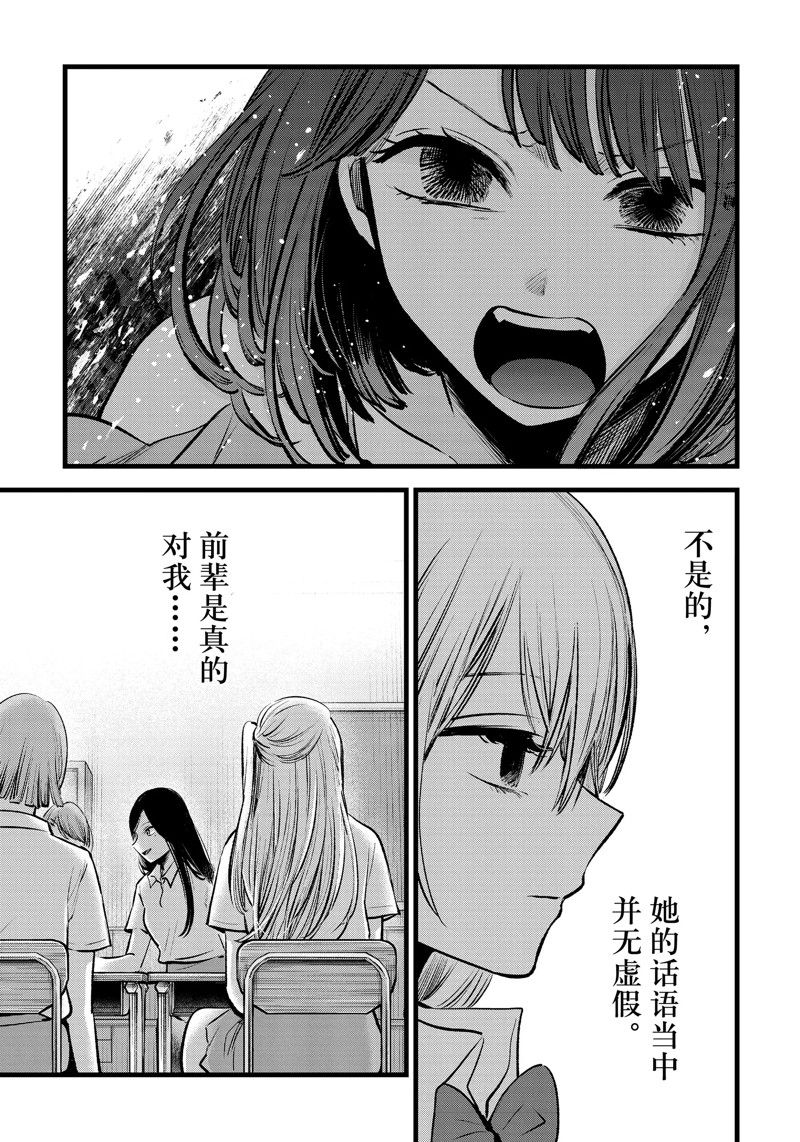 不是的，
她的话语当中
并无虚假。
前辈是真的
对我……